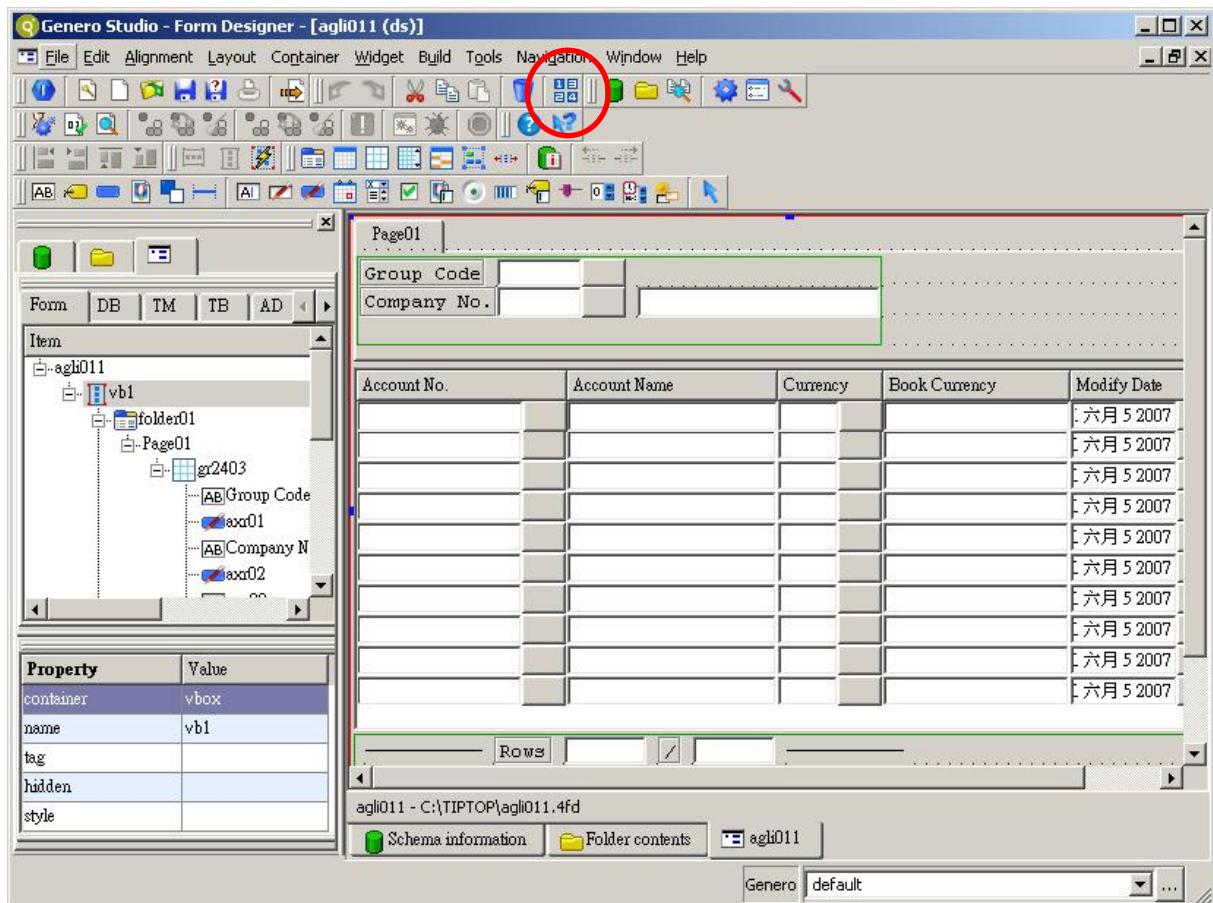 Genero Studio - Form Designer - [agli011 (ds)]
File Edit Alignment Layout Container Widget Build Tools Navigation Window Help
Page01
Group Code
Company No.
Form DB TM TB AD
Item
agli011
vb1
folder01
Page01
gr2403
AB Group Code
axr01
AB Company N
axr02
Account No. Account Name Currency Book Currency Modify Date
六月 5 2007
六月 5 2007
六月 5 2007
六月 5 2007
六月 5 2007
六月 5 2007
六月 5 2007
六月 5 2007
六月 5 2007
六月 5 2007
Property Value
container vbox
name vb1
tag
hidden
style
Rows /
agli011 - C:\TIPTOP\agli011.4fd
Schema information Folder contents agli011
Genero default ...